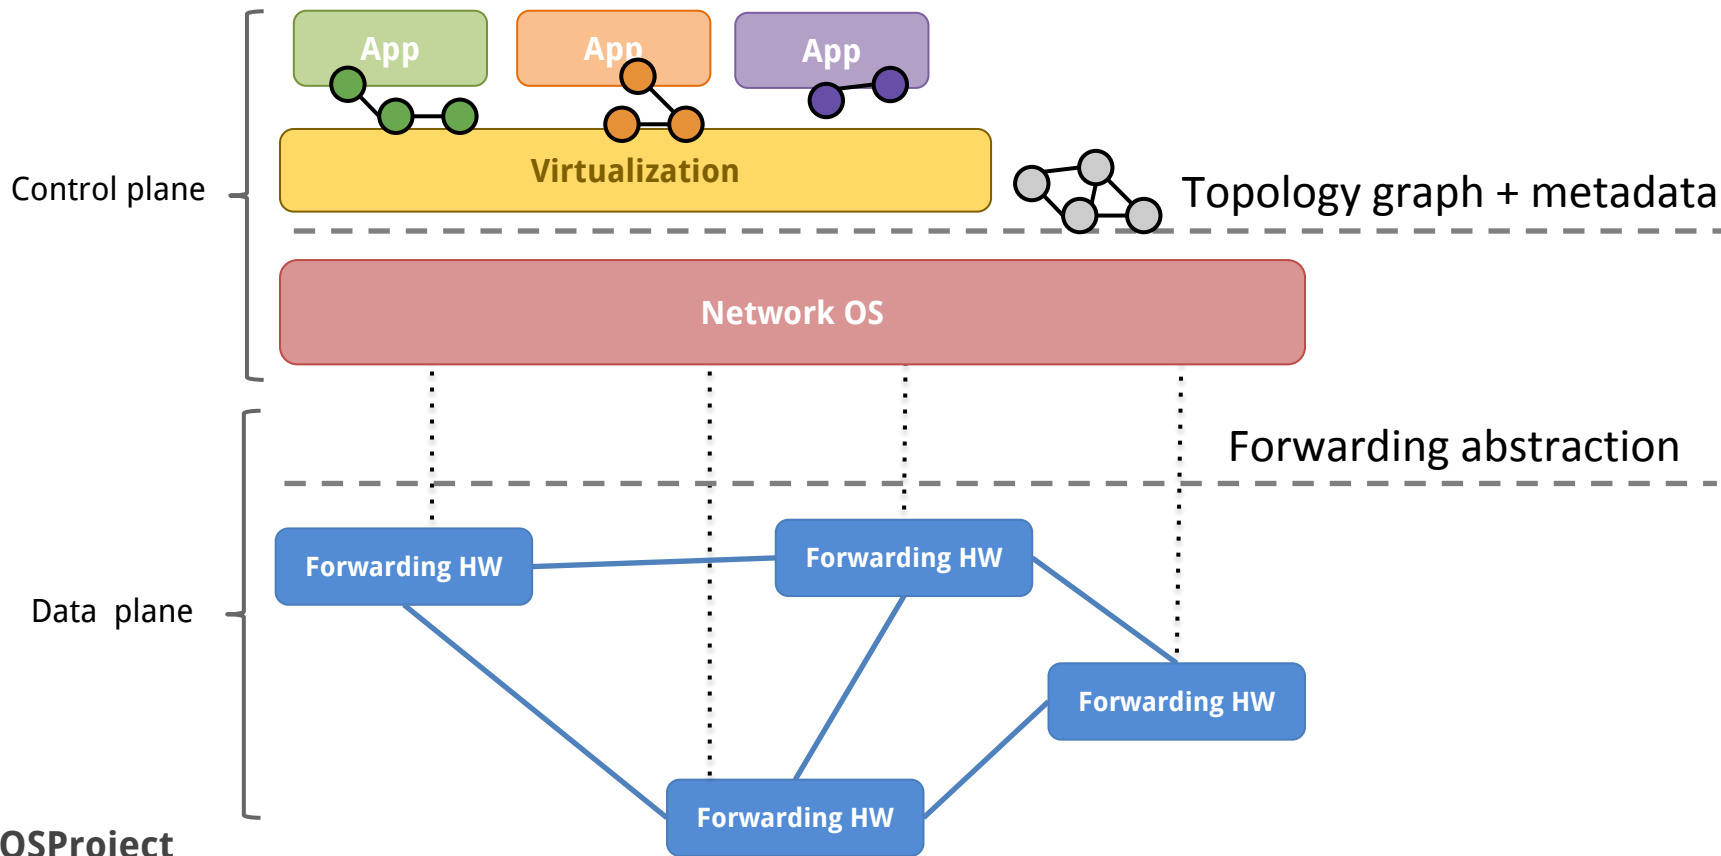 App
App
App
Virtualization
Control plane
Topology graph + metadata
Network OS
Forwarding abstraction
Forwarding HW
Forwarding HW
Data plane
Forwarding HW
Forwarding HW
OSProject